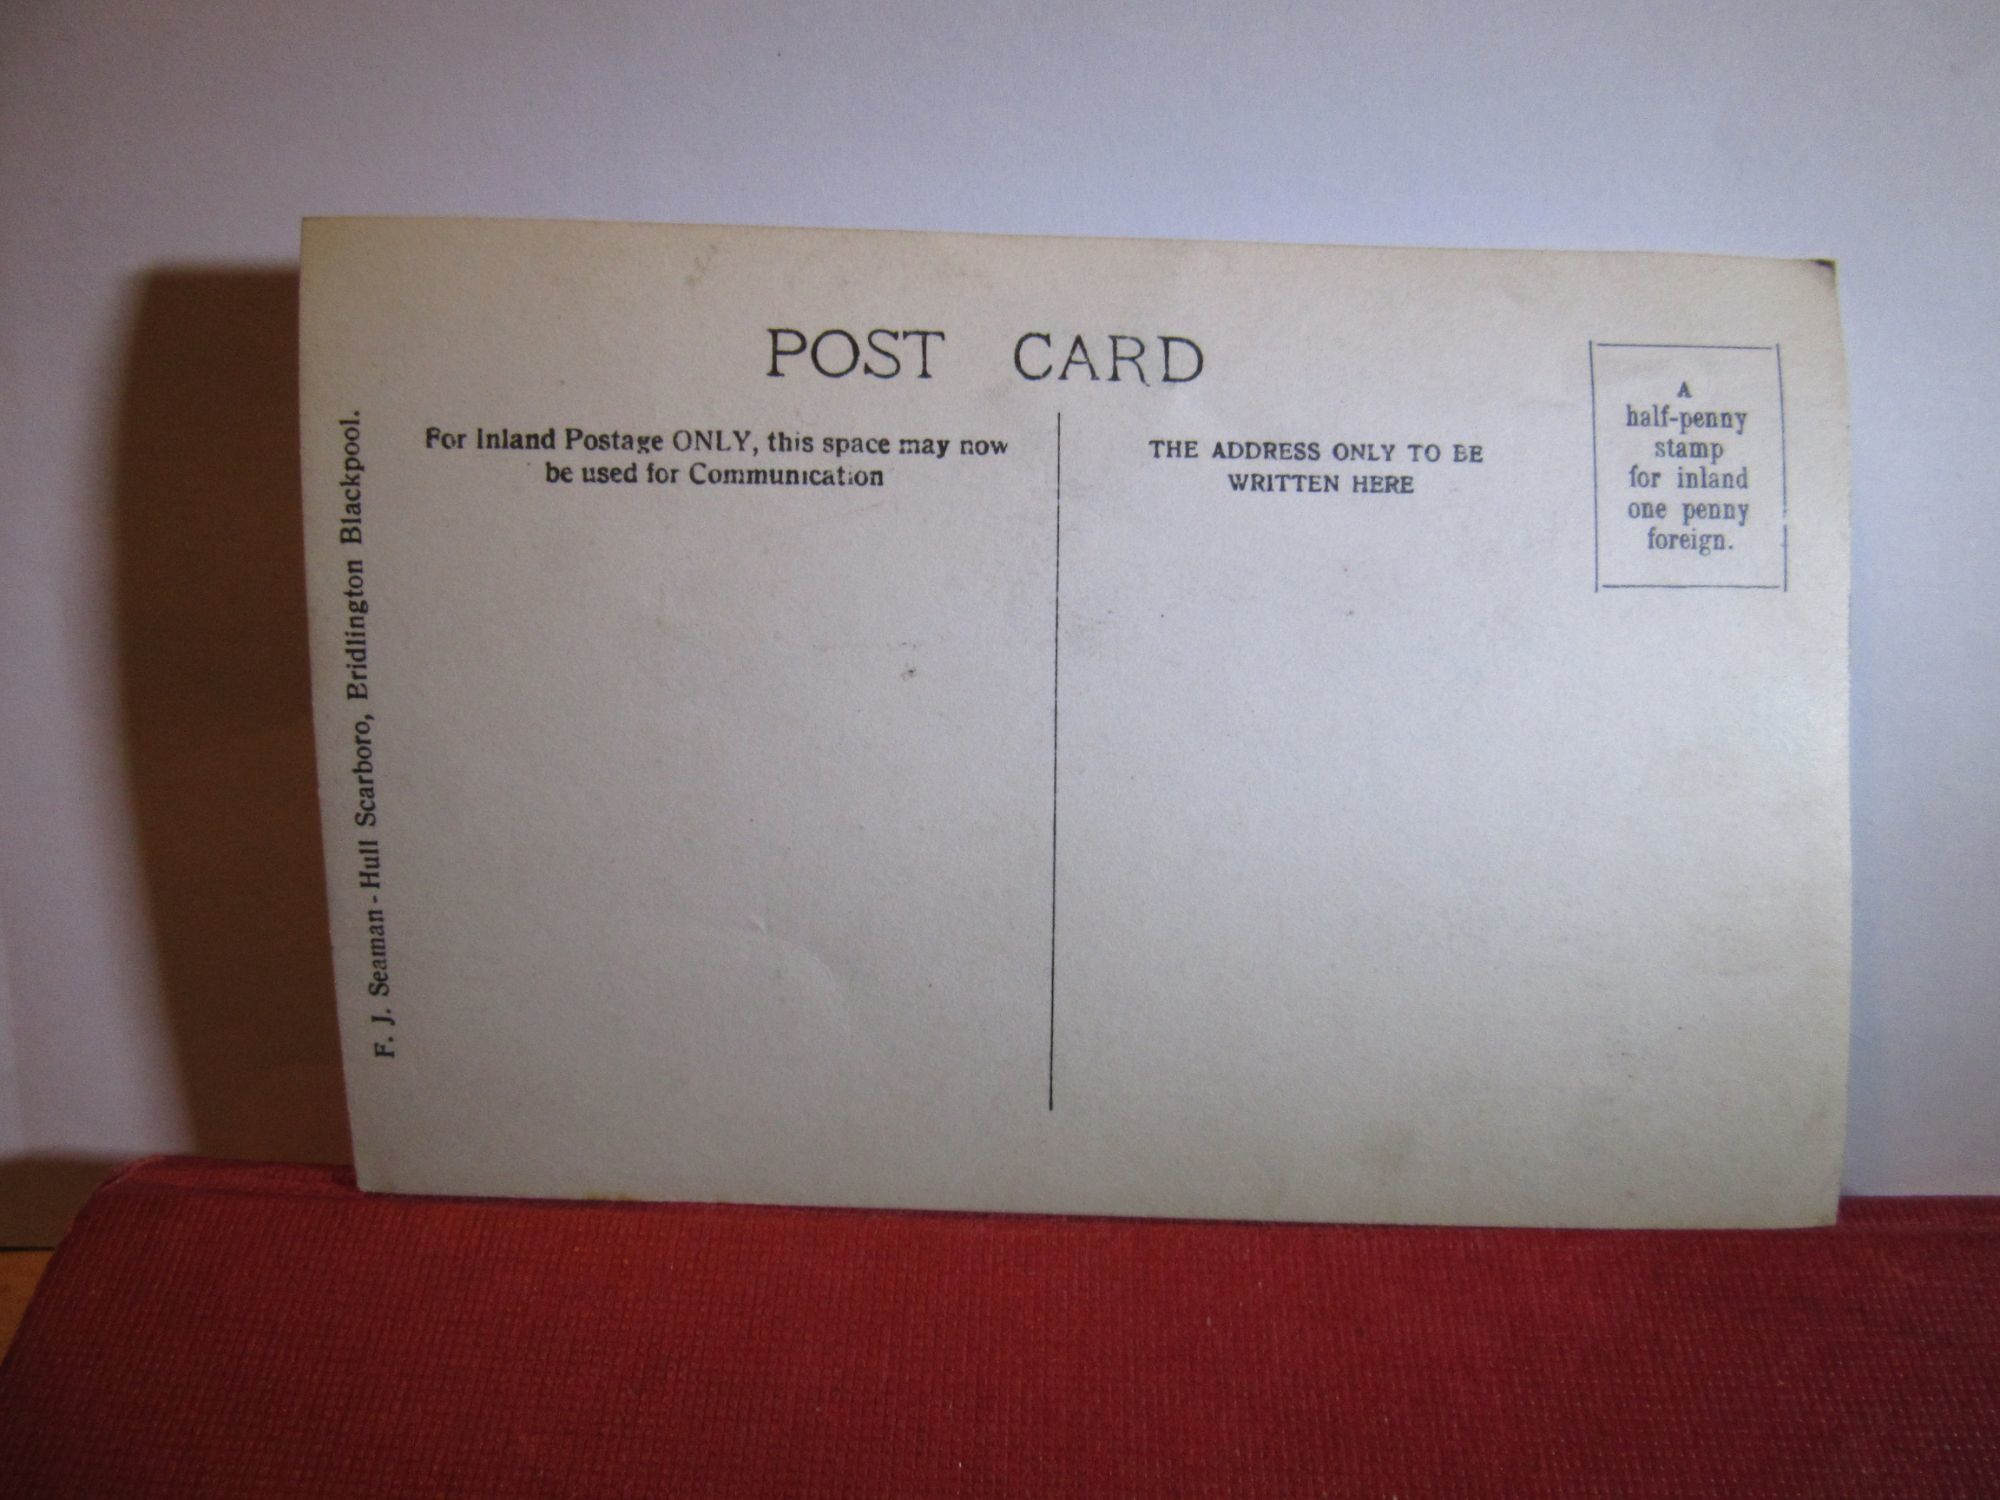 POST CARD
For Inland Postage ONLY, this space may now
be used for Communication
THE ADDRESS ONLY TO BE
WRITTEN HERE
A
half-penny
stamp
for inland
one penny
foreign.
F. J. Seaman - Hull Scarboro, Bridlington Blackpool.